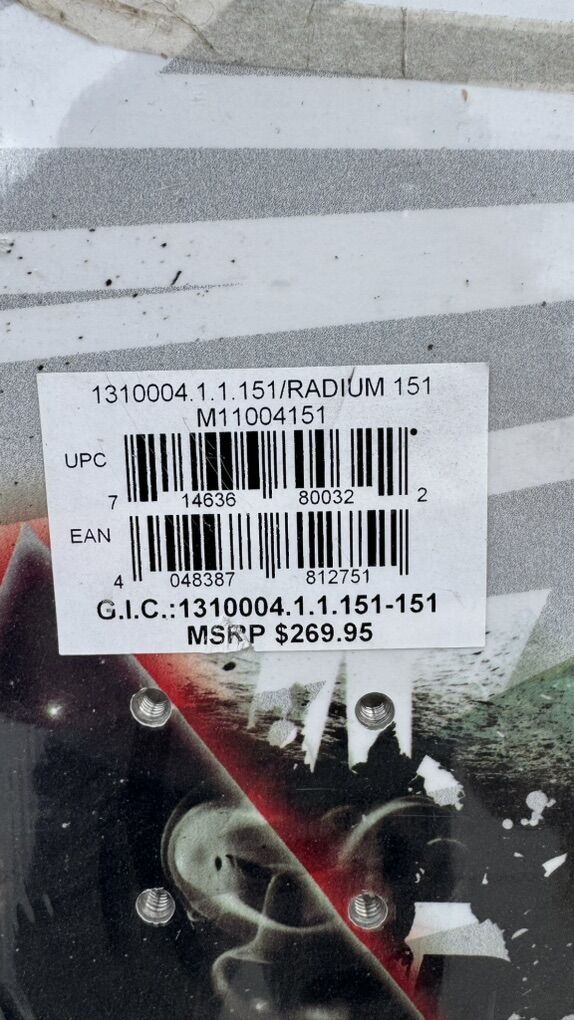 1310004.1.1.151/RADIUM 151
M11004151
UPC
7 14636 80032 2
EAN
4 048387 812751
G.I.C.:1310004.1.1.151-151
MSRP $269.95